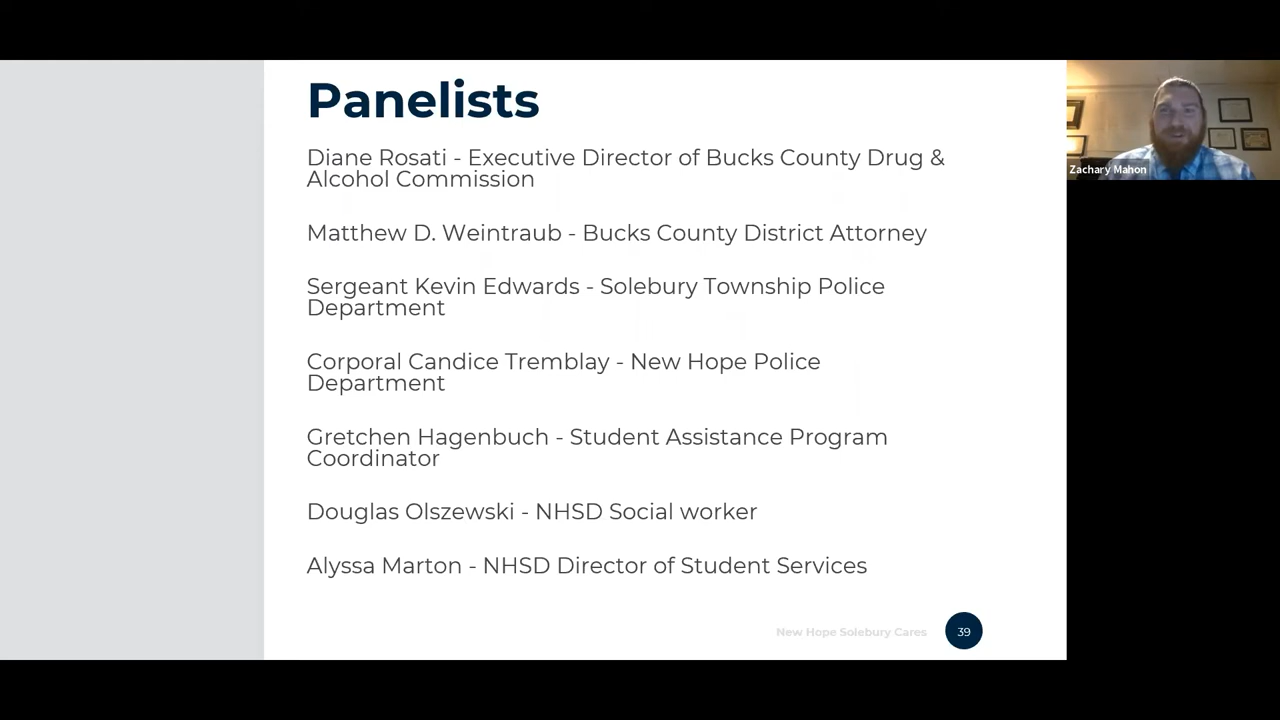 Panelists
Diane Rosati - Executive Director of Bucks County Drug &
Alcohol Commission
Matthew D. Weintraub - Bucks County District Attorney
Sergeant Kevin Edwards - Solebury Township Police
Department
Corporal Candice Tremblay - New Hope Police
Department
Gretchen Hagenbuch - Student Assistance Program
Coordinator
Douglas Olszewski - NHSD Social worker
Alyssa Marton - NHSD Director of Student Services
New Hope Solebury Cares
39
Zachary Mahon